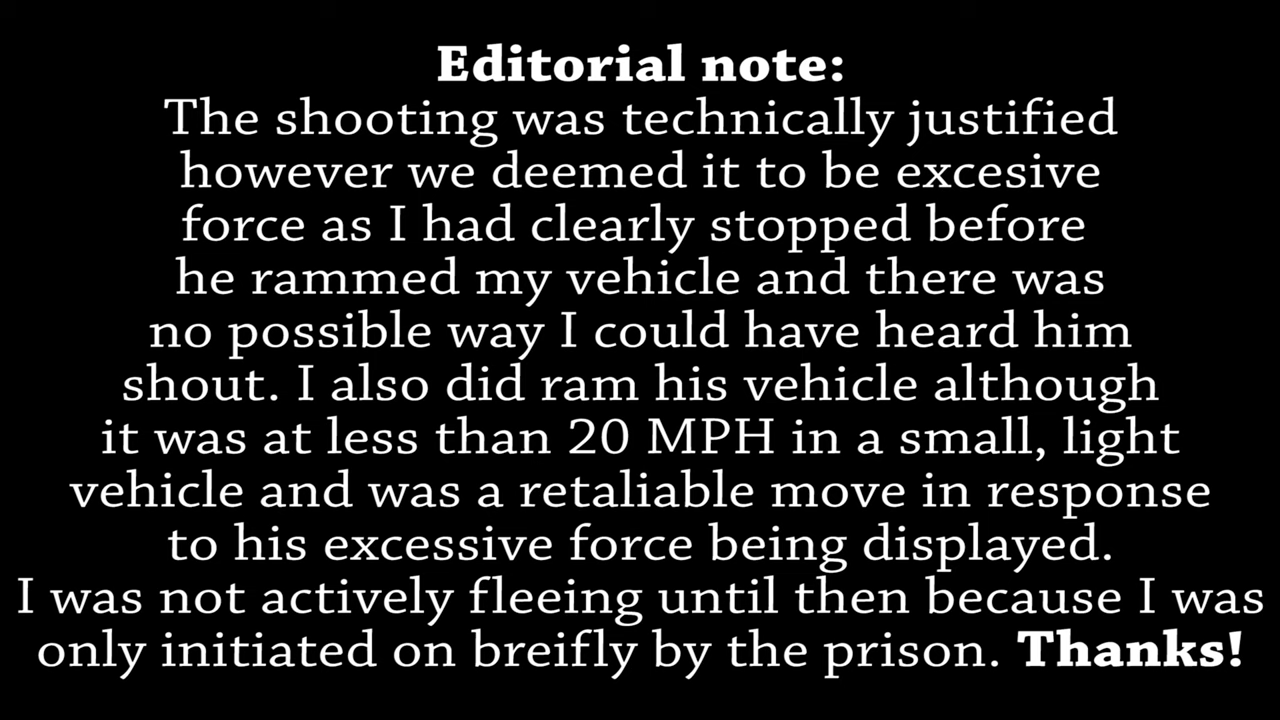 Editorial note:
The shooting was technically justified
however we deemed it to be excesive
force as I had clearly stopped before
he rammed my vehicle and there was
no possible way I could have heard him
shout. I also did ram his vehicle although
it was at less than 20 MPH in a small, light
vehicle and was a retaliable move in response
to his excessive force being displayed.
I was not actively fleeing until then because I was
only initiated on breifly by the prison. Thanks!